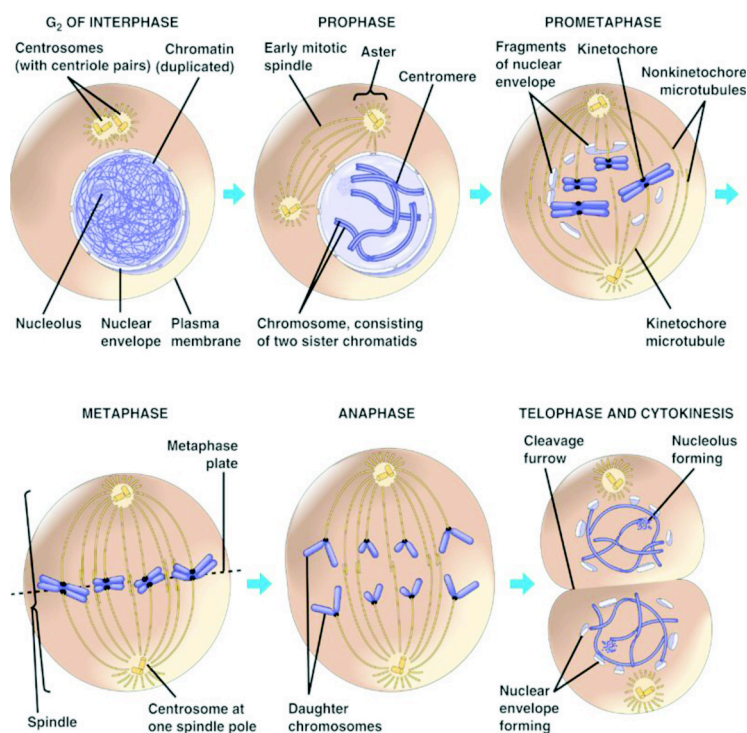 G₂ OF INTERPHASE
PROPHASE
PROMETAPHASE
Centrosomes
(with centriole pairs)
Chromatin
(duplicated)
Early mitotic
spindle
Aster
Centromere
Fragments
of nuclear
envelope
Kinetochore
Nonkinetochore
microtubules
Nucleolus
Nuclear
envelope
Plasma
membrane
Chromosome, consisting
of two sister chromatids
Kinetochore
microtubule
METAPHASE
ANAPHASE
TELOPHASE AND CYTOKINESIS
Metaphase
plate
Cleavage
furrow
Nucleolus
forming
Spindle
Centrosome at
one spindle pole
Daughter
chromosomes
Nuclear
envelope
forming